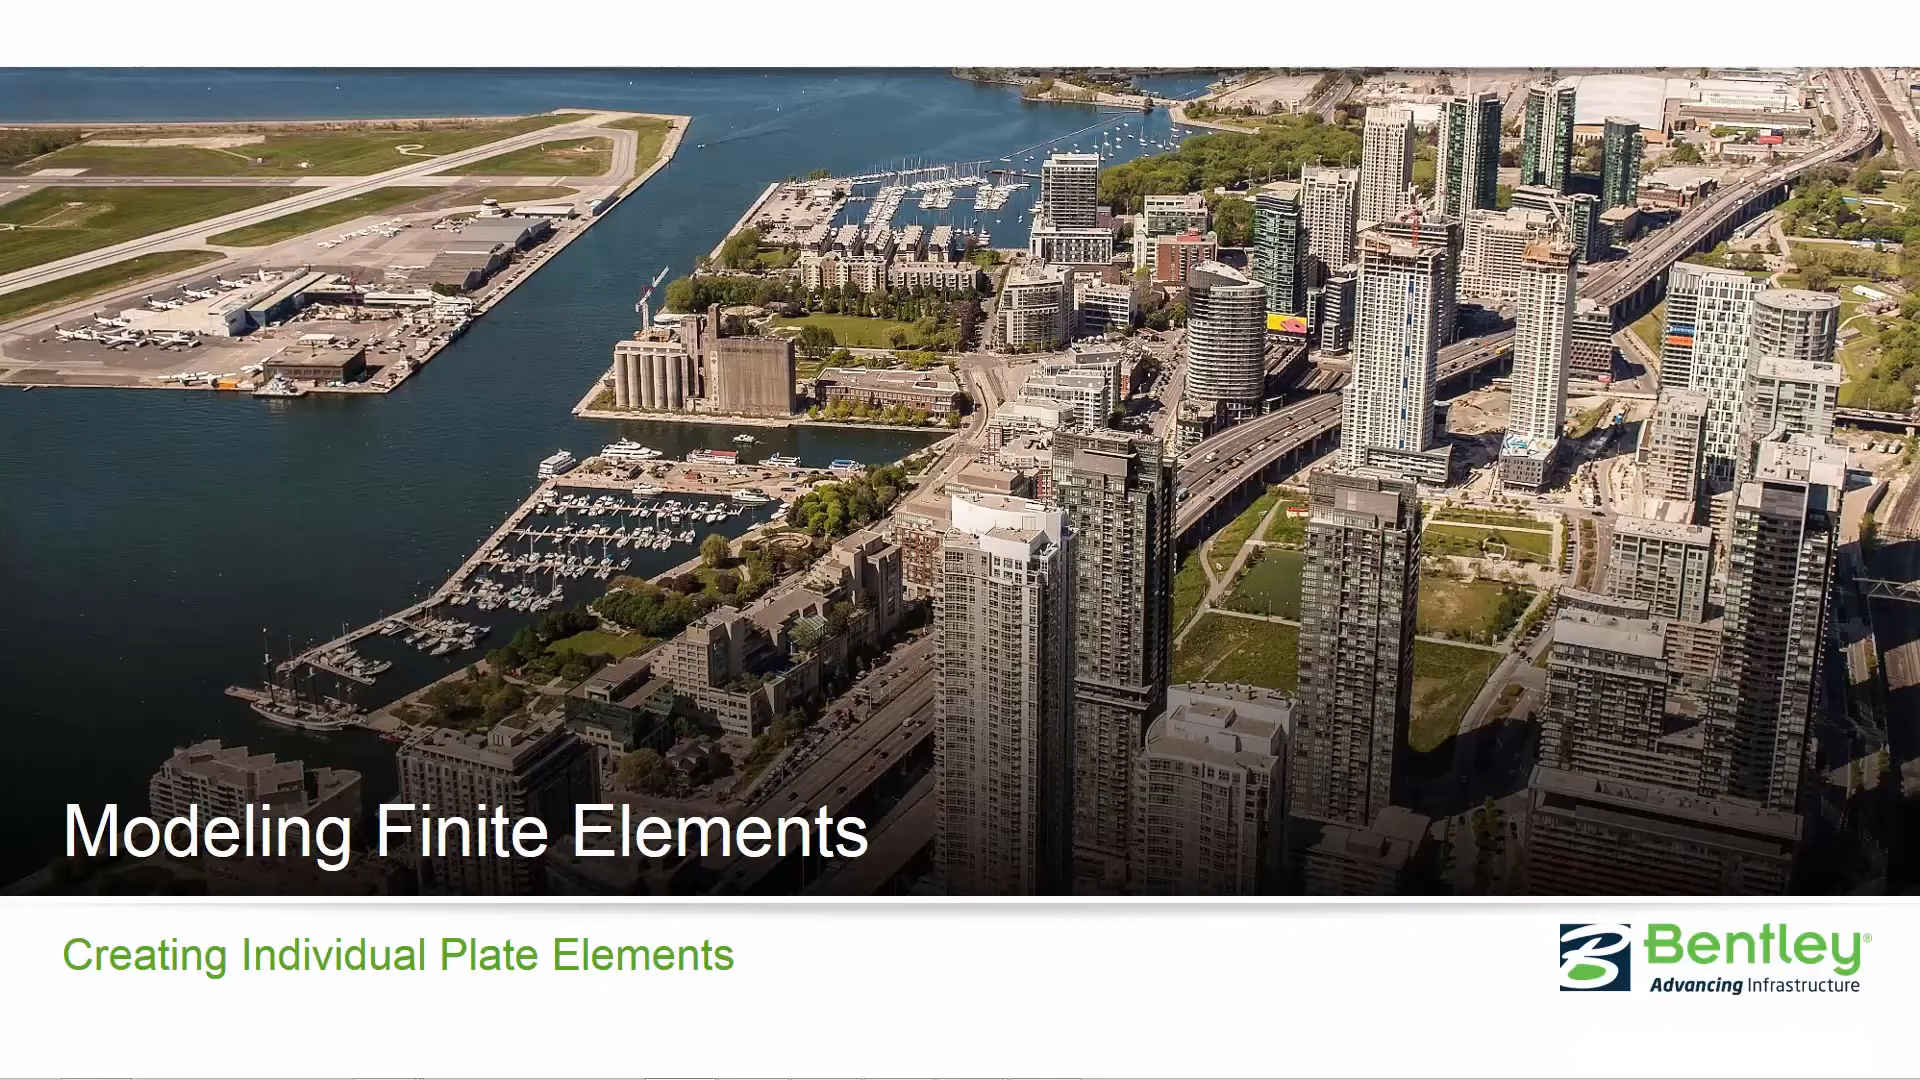 Modeling Finite Elements
Creating Individual Plate Elements
Bentley®
Advancing Infrastructure